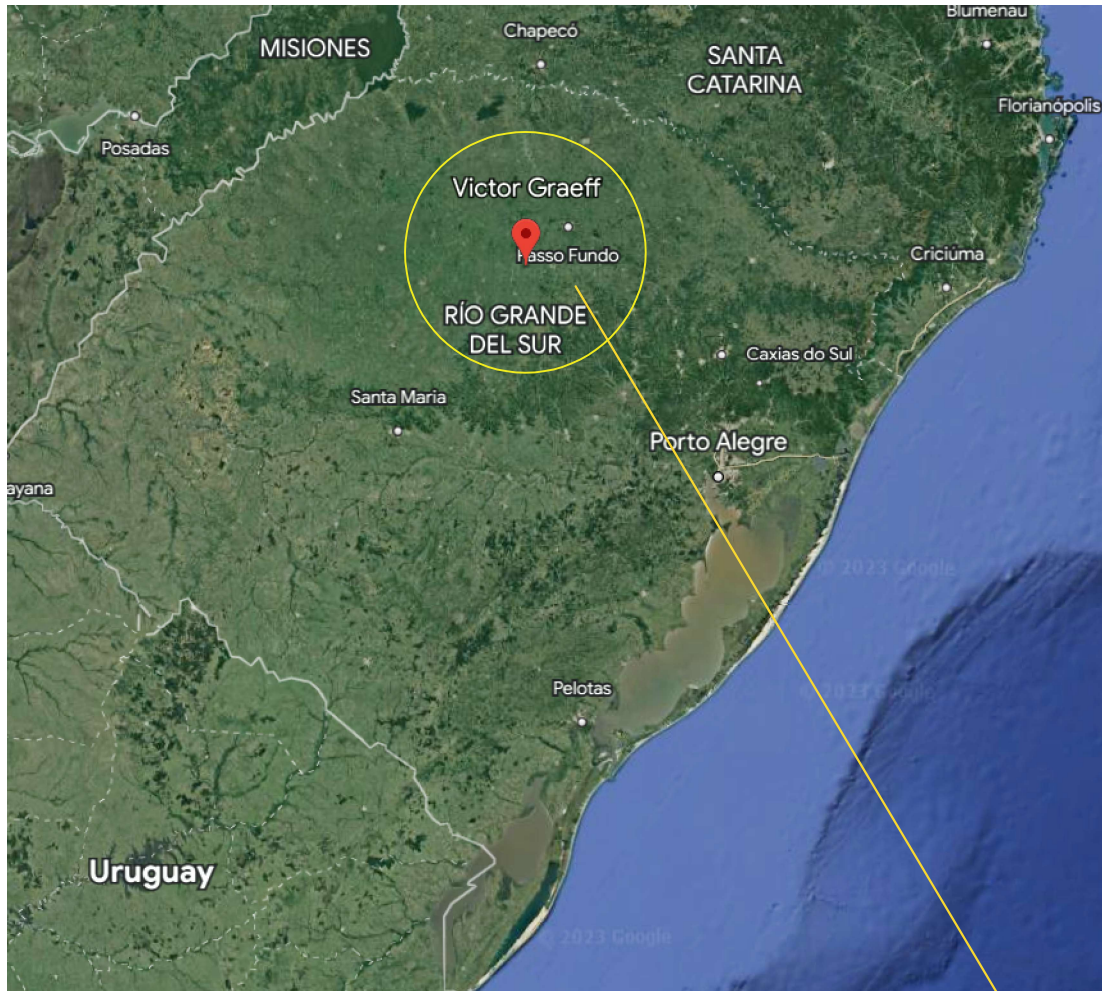 Blumenau
Chapecó
MISIONES
SANTA
CATARINA
Florianópolis
Posadas
Victor Graeff
Passo Fundo
Criciúma
RÍO GRANDE
DEL SUR
Caxias do Sul
Santa Maria
Porto Alegre
ayana
© 2023 Google
Pelotas
© 2023 Google
Uruguay
© 2023 Google